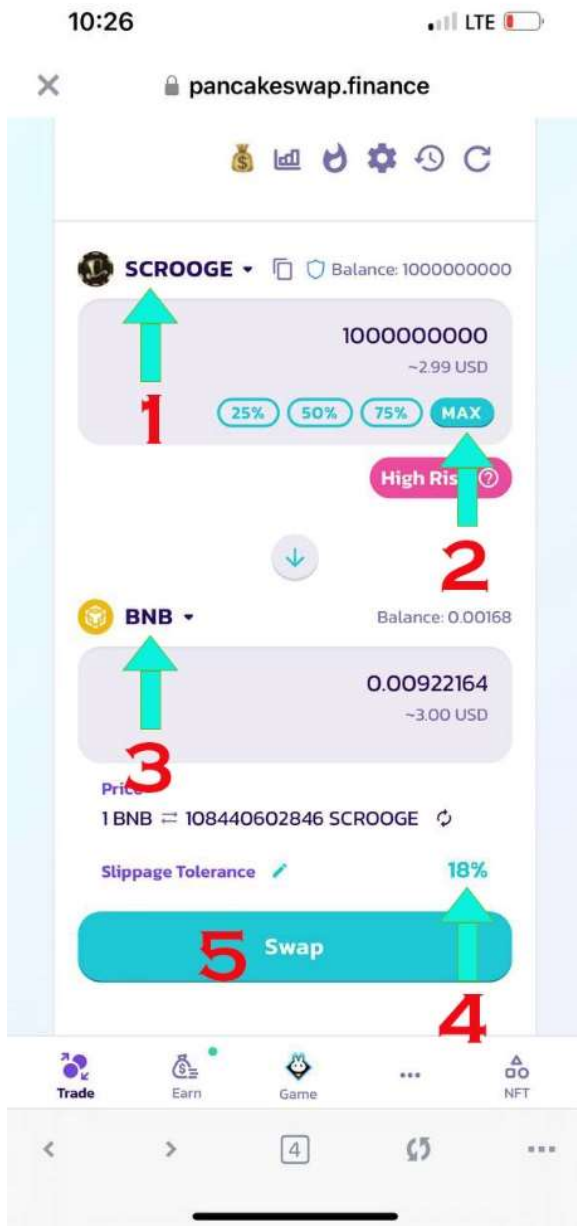 10:26 LTE
pancakeswap.finance
SCROOGE Balance: 1000000000
1000000000
~2.99 USD
1
25% 50% 75% MAX
High Ris
2
BNB Balance: 0.00168
0.00922164
~3.00 USD
3
Price
1 BNB ⇄ 108440602846 SCROOGE
Slippage Tolerance 18%
5 Swap
4
Trade Earn Game ... NFT
4